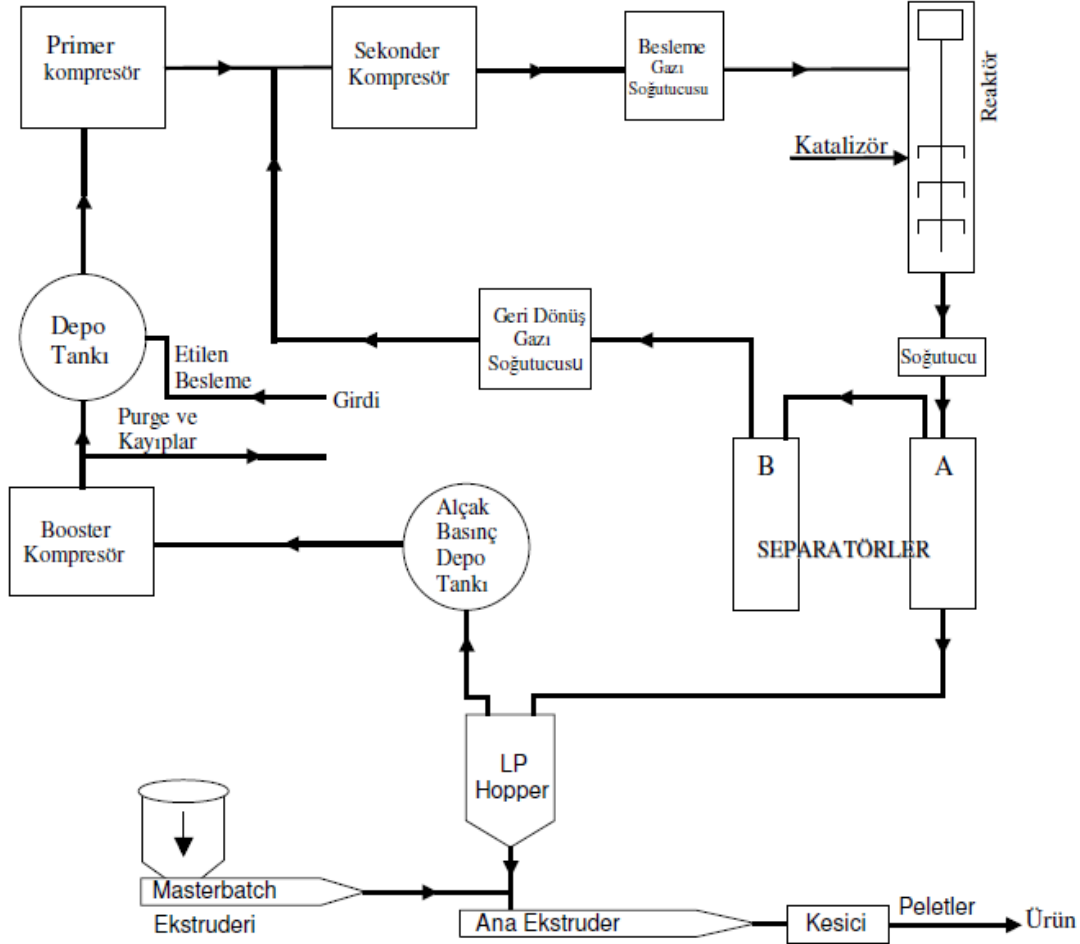 Primer
kompresör
Sekonder
Kompresör
Besleme
Gazı
Soğutucusu
Reaktör
Katalizör
Depo
Tankı
Etilen
Besleme
Girdi
Purge ve
Kayıplar
Geri Dönüş
Gazı
Soğutucusu
Soğutucu
B
A
SEPARATÖRLER
Booster
Kompresör
Alçak
Basınç
Depo
Tankı
LP
Hopper
Masterbatch
Ekstruderi
Ana Ekstruder
Kesici
Peletler
Ürün